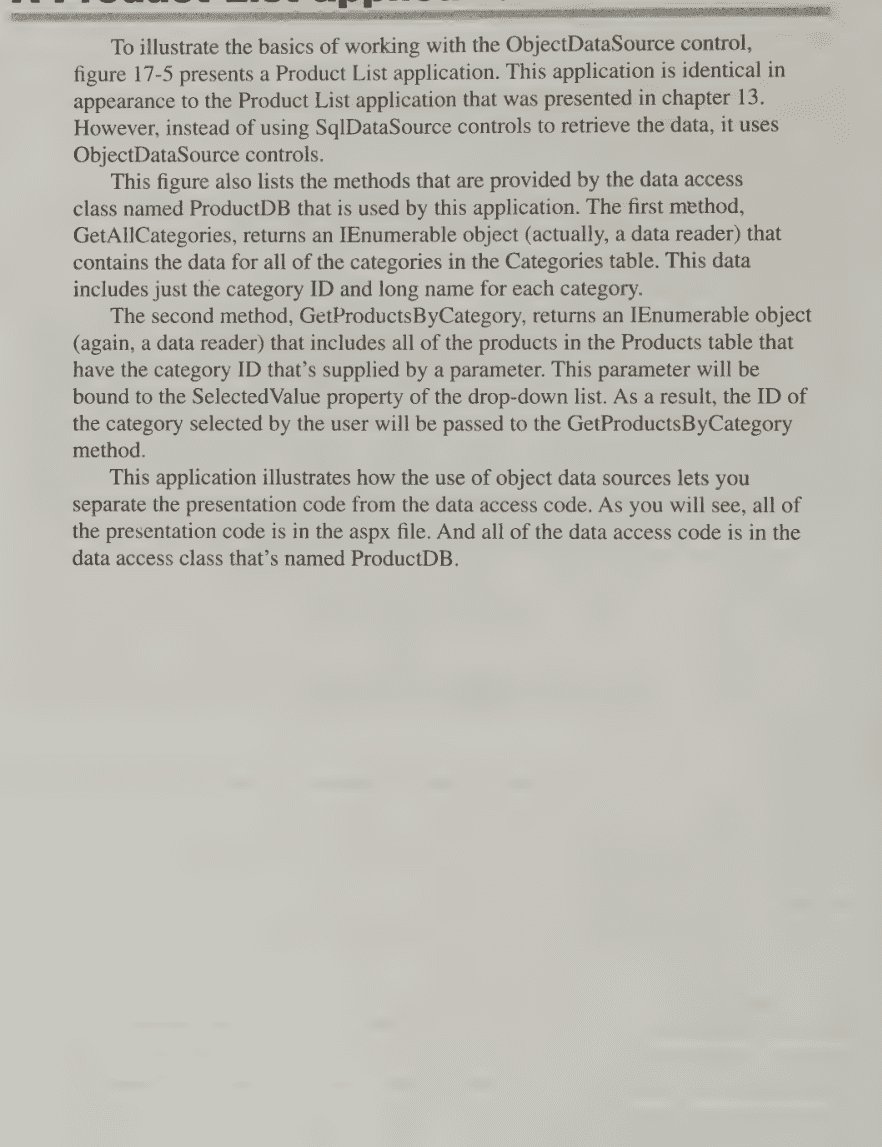 A Product List
To illustrate the basics of working with the ObjectDataSource control,
figure 17-5 presents a Product List application. This application is identical in
appearance to the Product List application that was presented in chapter 13.
However, instead of using SqlDataSource controls to retrieve the data, it uses
ObjectDataSource controls.
This figure also lists the methods that are provided by the data access
class named ProductDB that is used by this application. The first method,
GetAllCategories, returns an IEnumerable object (actually, a data reader) that
contains the data for all of the categories in the Categories table. This data
includes just the category ID and long name for each category.
The second method, GetProductsByCategory, returns an IEnumerable object
(again, a data reader) that includes all of the products in the Products table that
have the category ID that's supplied by a parameter. This parameter will be
bound to the SelectedValue property of the drop-down list. As a result, the ID of
the category selected by the user will be passed to the GetProductsByCategory
method.
This application illustrates how the use of object data sources lets you
separate the presentation code from the data access code. As you will see, all of
the presentation code is in the aspx file. And all of the data access code is in the
data access class that's named ProductDB.